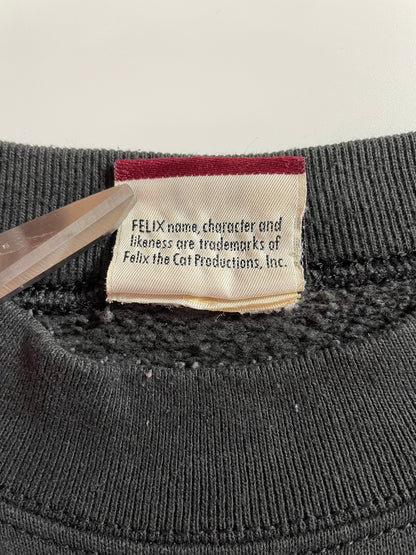 FELIX name, character and
likeness are trademarks of
Felix the Cat Productions, Inc.